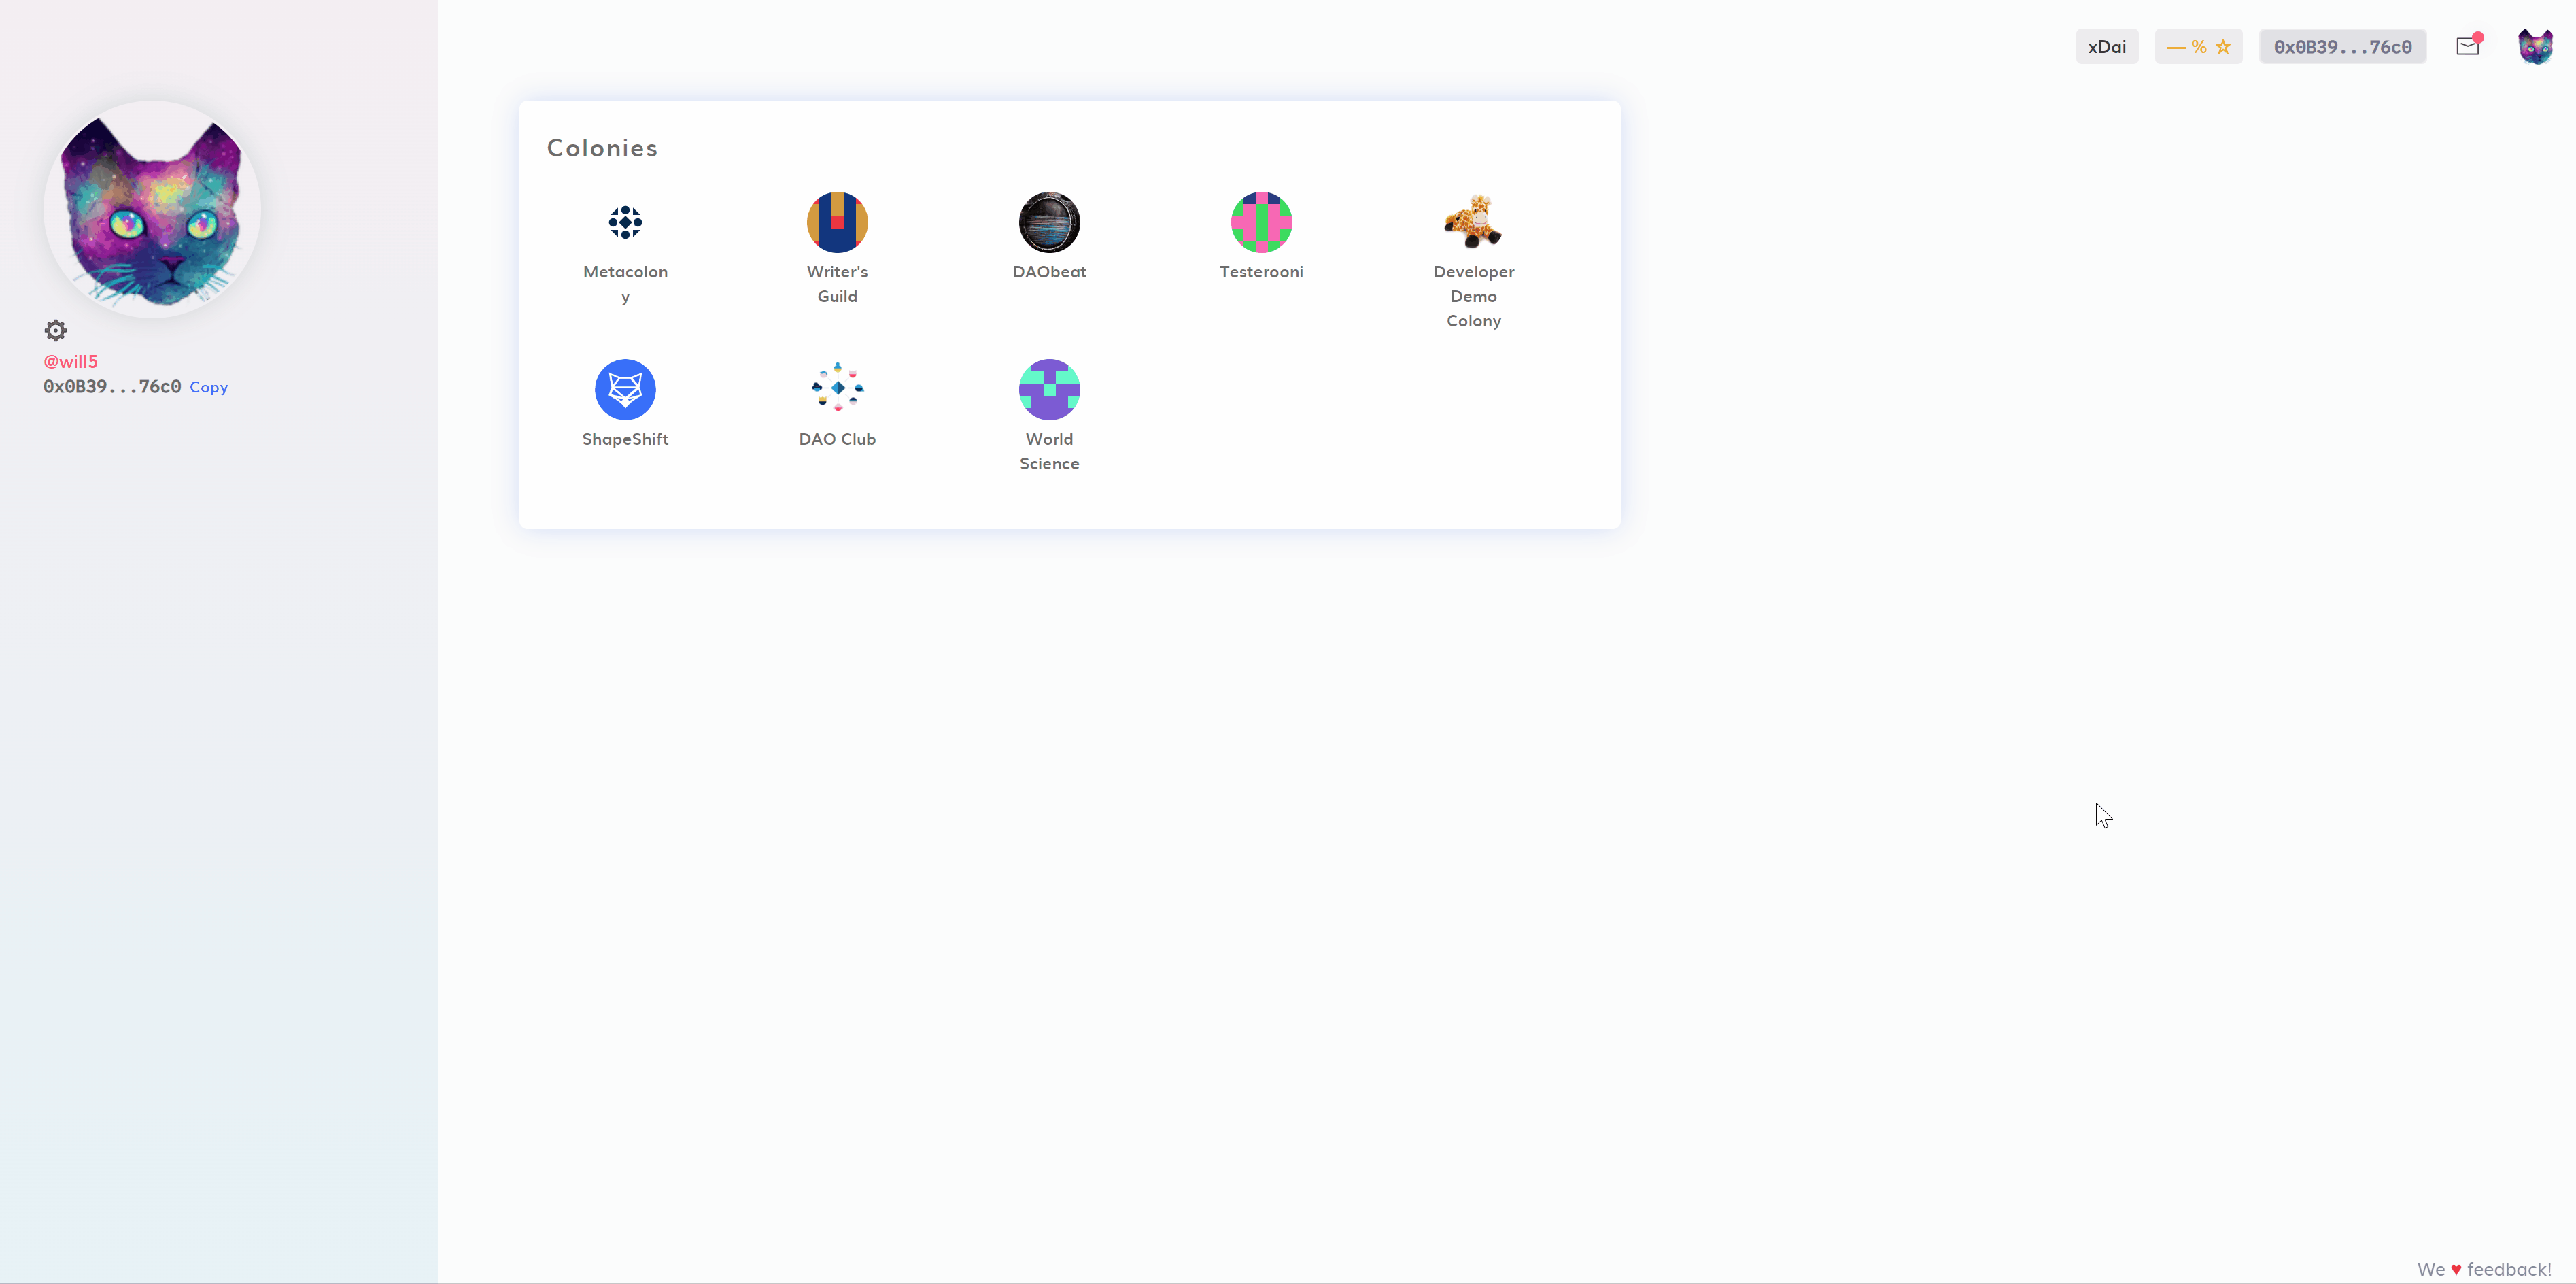 xDai
— %
0x0B39...76c0
Colonies
Metacolon
y
Writer's
Guild
DAObeat
Testerooni
Developer
Demo
Colony
@will5
0x0B39...76c0 Copy
ShapeShift
DAO Club
World
Science
We ♥ feedback!